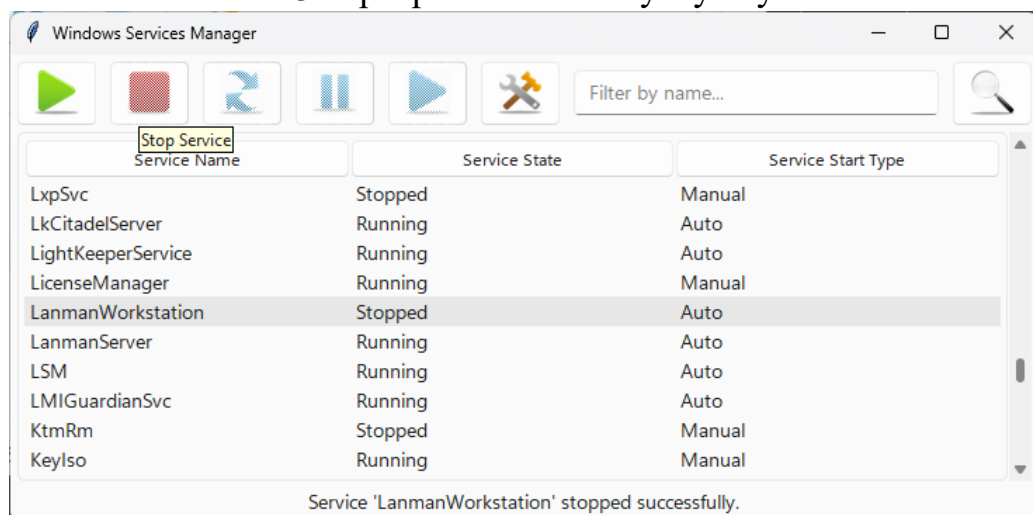 Windows Services Manager
Filter by name...
Stop Service
Service Name Service State Service Start Type
LxpSvc Stopped Manual
LkCitadelServer Running Auto
LightKeeperService Running Auto
LicenseManager Running Manual
LanmanWorkstation Stopped Auto
LanmanServer Running Auto
LSM Running Auto
LMIGuardianSvc Running Auto
KtmRm Stopped Manual
KeyIso Running Manual
Service 'LanmanWorkstation' stopped successfully.